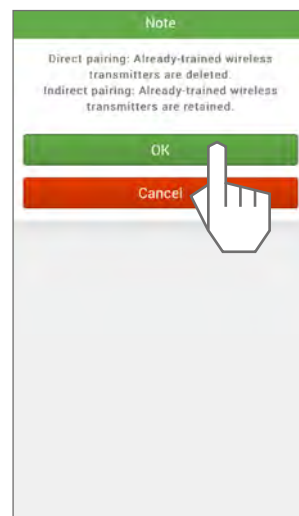 Note
Direct pairing: Already-trained wireless
transmitters are deleted.
Indirect pairing: Already-trained wireless
transmitters are retained.
OK
Cancel